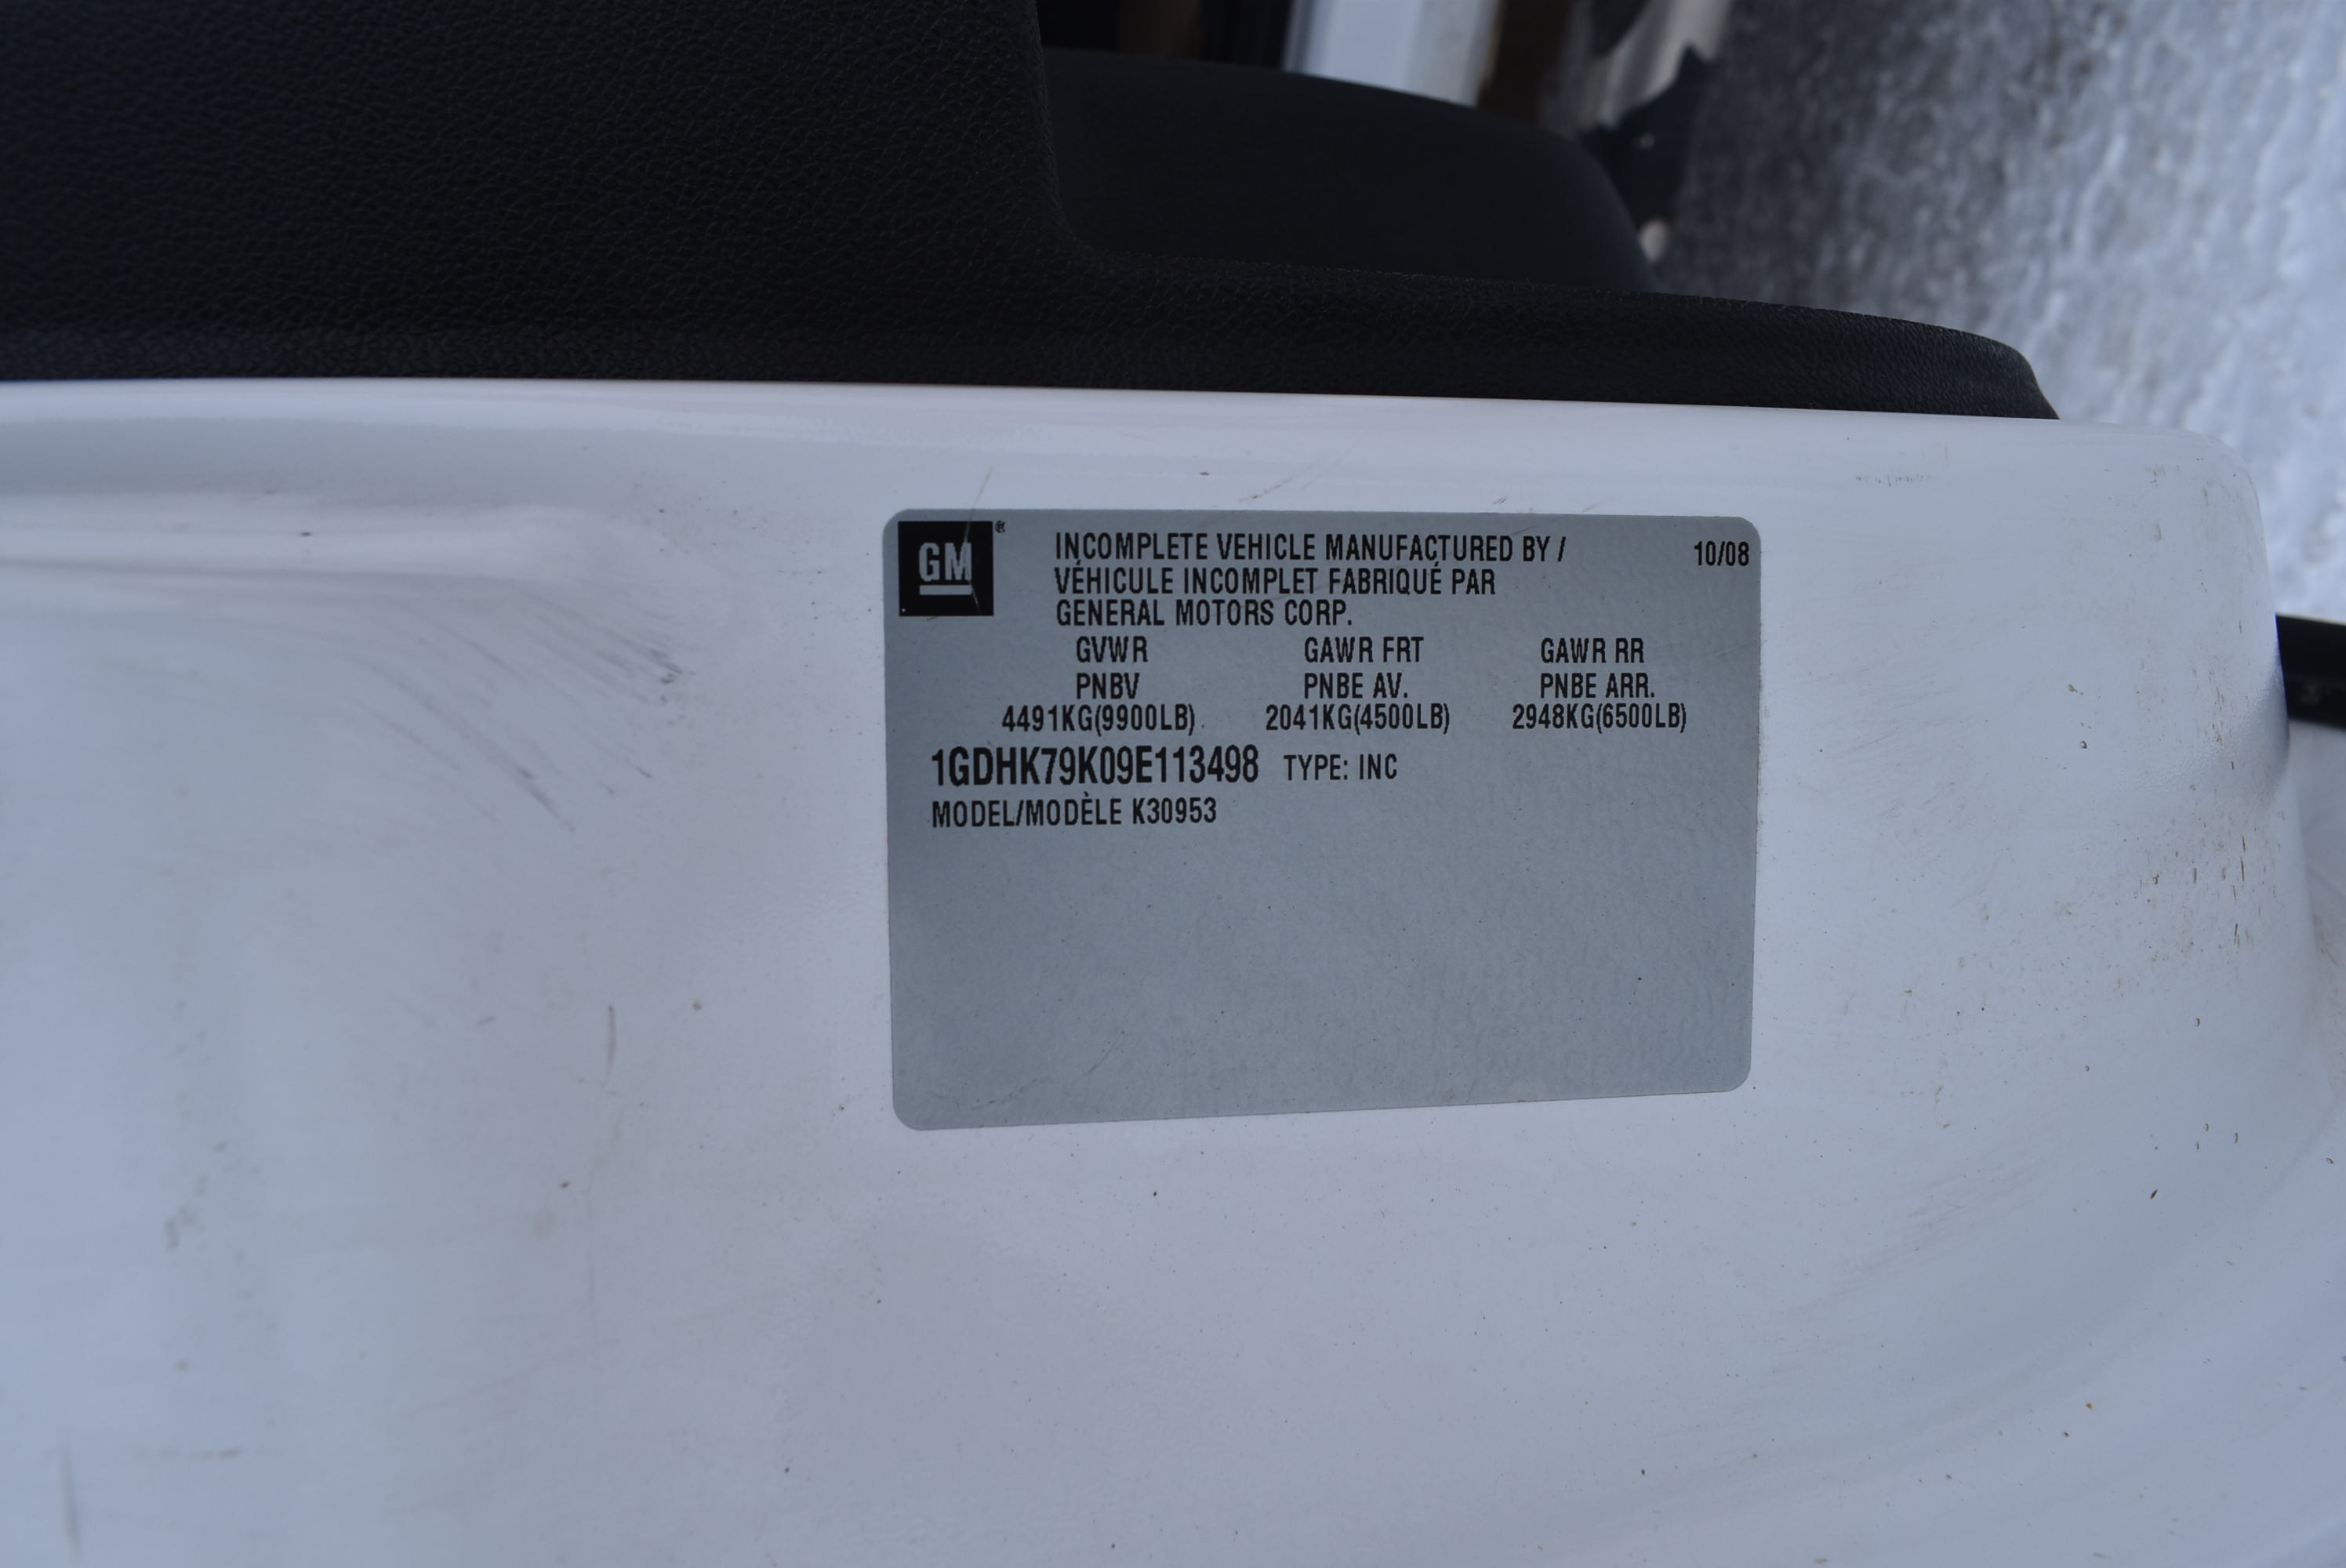 GM®
INCOMPLETE VEHICLE MANUFACTURED BY / 10/08
VÉHICULE INCOMPLET FABRIQUÉ PAR
GENERAL MOTORS CORP.
GVWR GAWR FRT GAWR RR
PNBV PNBE AV. PNBE ARR.
4491KG(9900LB) 2041KG(4500LB) 2948KG(6500LB)
1GDHK79K09E113498 TYPE: INC
MODEL/MODÈLE K30953